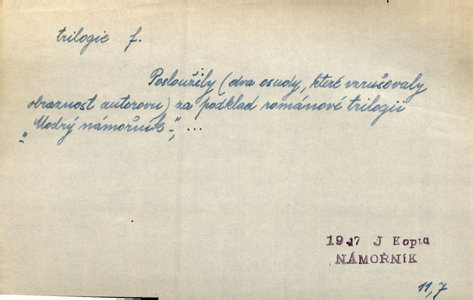 trilogie f.
Posloužily (dva osudy, které vzrušovaly
obraznost autorovu) za podklad románové trilogii
„Modrý námořník“, ...
1947 J Kopta
NÁMOŘNÍK
11,7